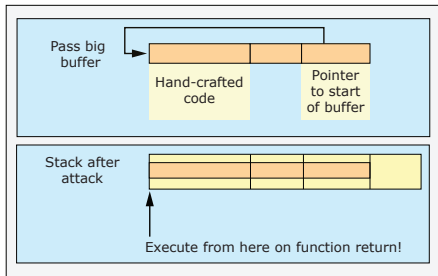 Pass big
buffer
Hand-crafted
code
Pointer
to start
of buffer
Stack after
attack
Execute from here on function return!